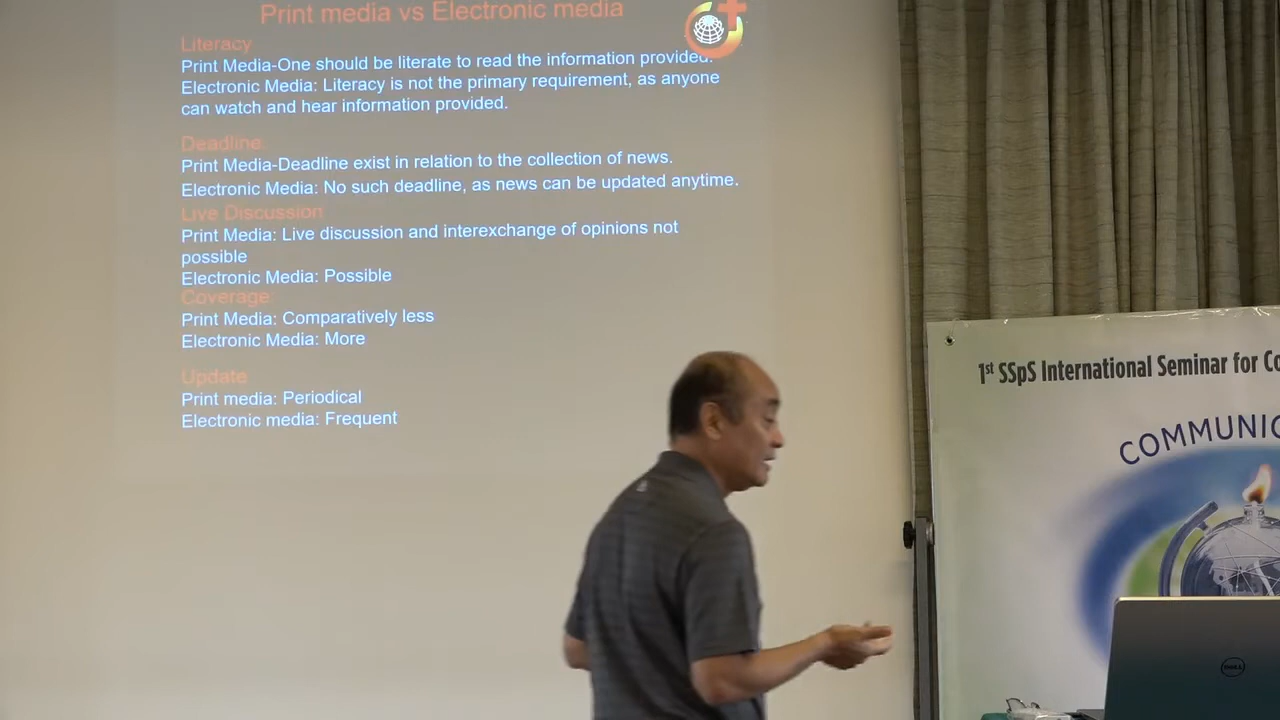 Print media vs Electronic media
Literacy
Print Media-One should be literate to read the information provided.
Electronic Media: Literacy is not the primary requirement, as anyone
can watch and hear information provided.
Deadline:
Print Media-Deadline exist in relation to the collection of news.
Electronic Media: No such deadline, as news can be updated anytime.
Live Discussion
Print Media: Live discussion and interexchange of opinions not
possible
Electronic Media: Possible
Coverage:
Print Media: Comparatively less
Electronic Media: More
Update
Print media: Periodical
Electronic media: Frequent
1st SSpS International Seminar for Co
COMMUNIC
DELL